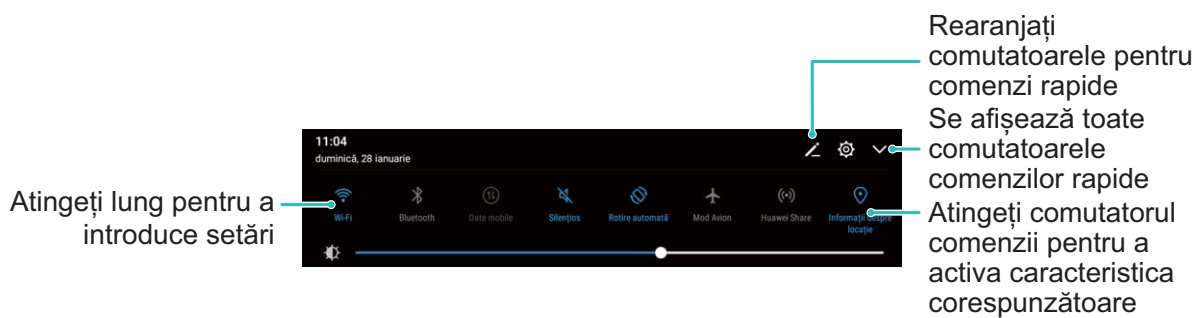 Rearanjați
comutatoarele pentru
comenzi rapide
Se afișează toate
comutatoarele
comenzilor rapide
11:04
duminică, 28 ianuarie
Atingeți lung pentru a
introduce setări
Wi-Fi
Bluetooth
Date mobile
Silențios
Rotire automată
Mod Avion
Huawei Share
Informații despre
locație
Atingeți comutatorul
comenzii pentru a
activa caracteristica
corespunzătoare